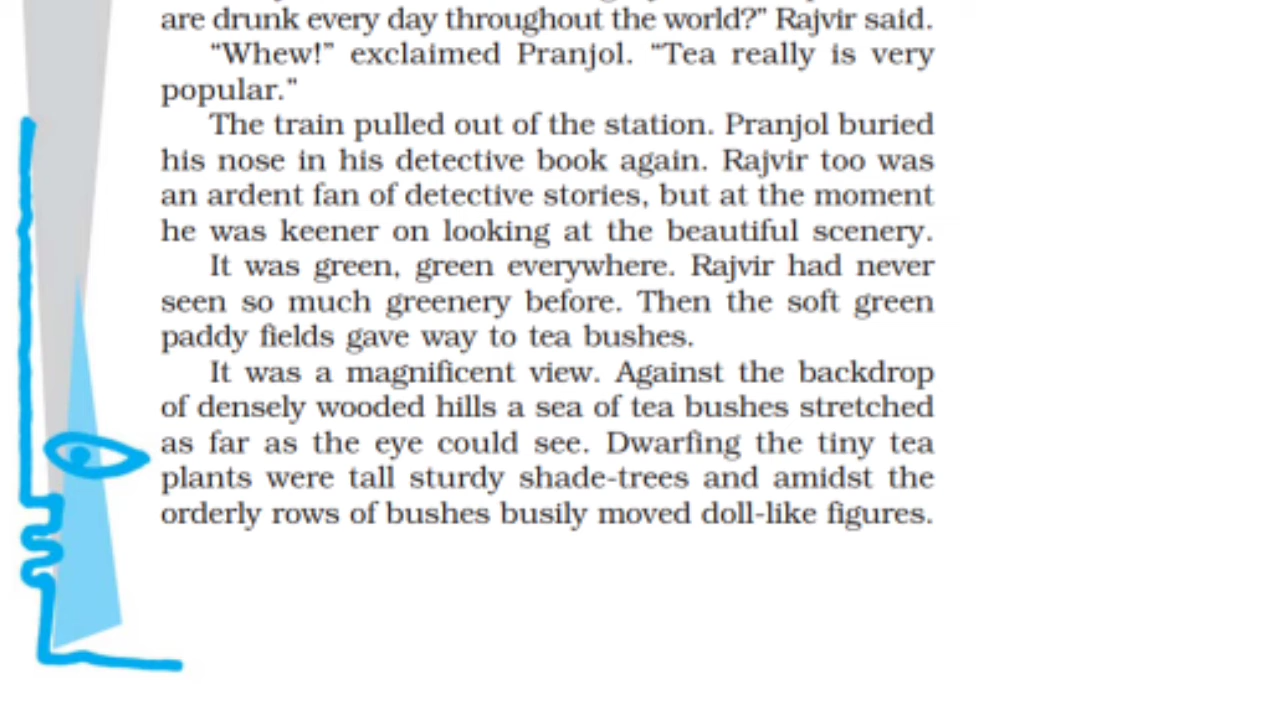 are drunk every day throughout the world?” Rajvir said.
“Whew!” exclaimed Pranjol. “Tea really is very
popular.”
The train pulled out of the station. Pranjol buried
his nose in his detective book again. Rajvir too was
an ardent fan of detective stories, but at the moment
he was keener on looking at the beautiful scenery.
It was green, green everywhere. Rajvir had never
seen so much greenery before. Then the soft green
paddy fields gave way to tea bushes.
It was a magnificent view. Against the backdrop
of densely wooded hills a sea of tea bushes stretched
as far as the eye could see. Dwarfing the tiny tea
plants were tall sturdy shade-trees and amidst the
orderly rows of bushes busily moved doll-like figures.